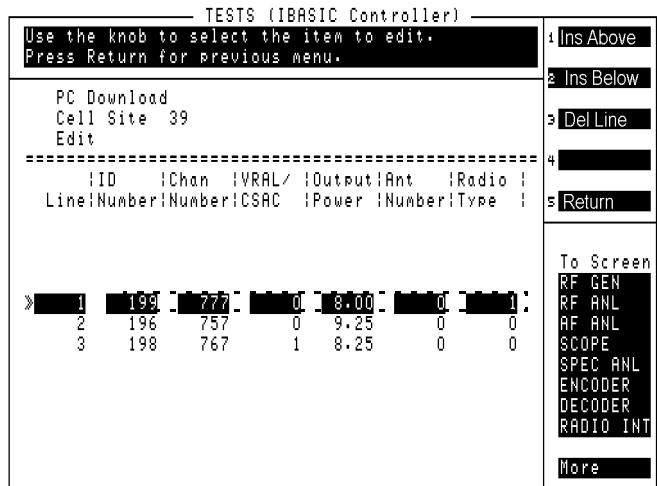 TESTS (IBASIC Controller)
Use the knob to select the item to edit.
Press Return for previous menu.
PC Download
Cell Site 39
Edit
|ID |Chan |VRAL/ |Output|Ant |Radio |
Line|Number|Number|CSAC |Power |Number|Type |
» 1 199 777 0 8.00 0 1
2 196 757 0 9.25 0 0
3 198 767 1 8.25 0 0
1 Ins Above
2 Ins Below
3 Del Line
4
5 Return
To Screen
RF GEN
RF ANL
AF ANL
SCOPE
SPEC ANL
ENCODER
DECODER
RADIO INT
More